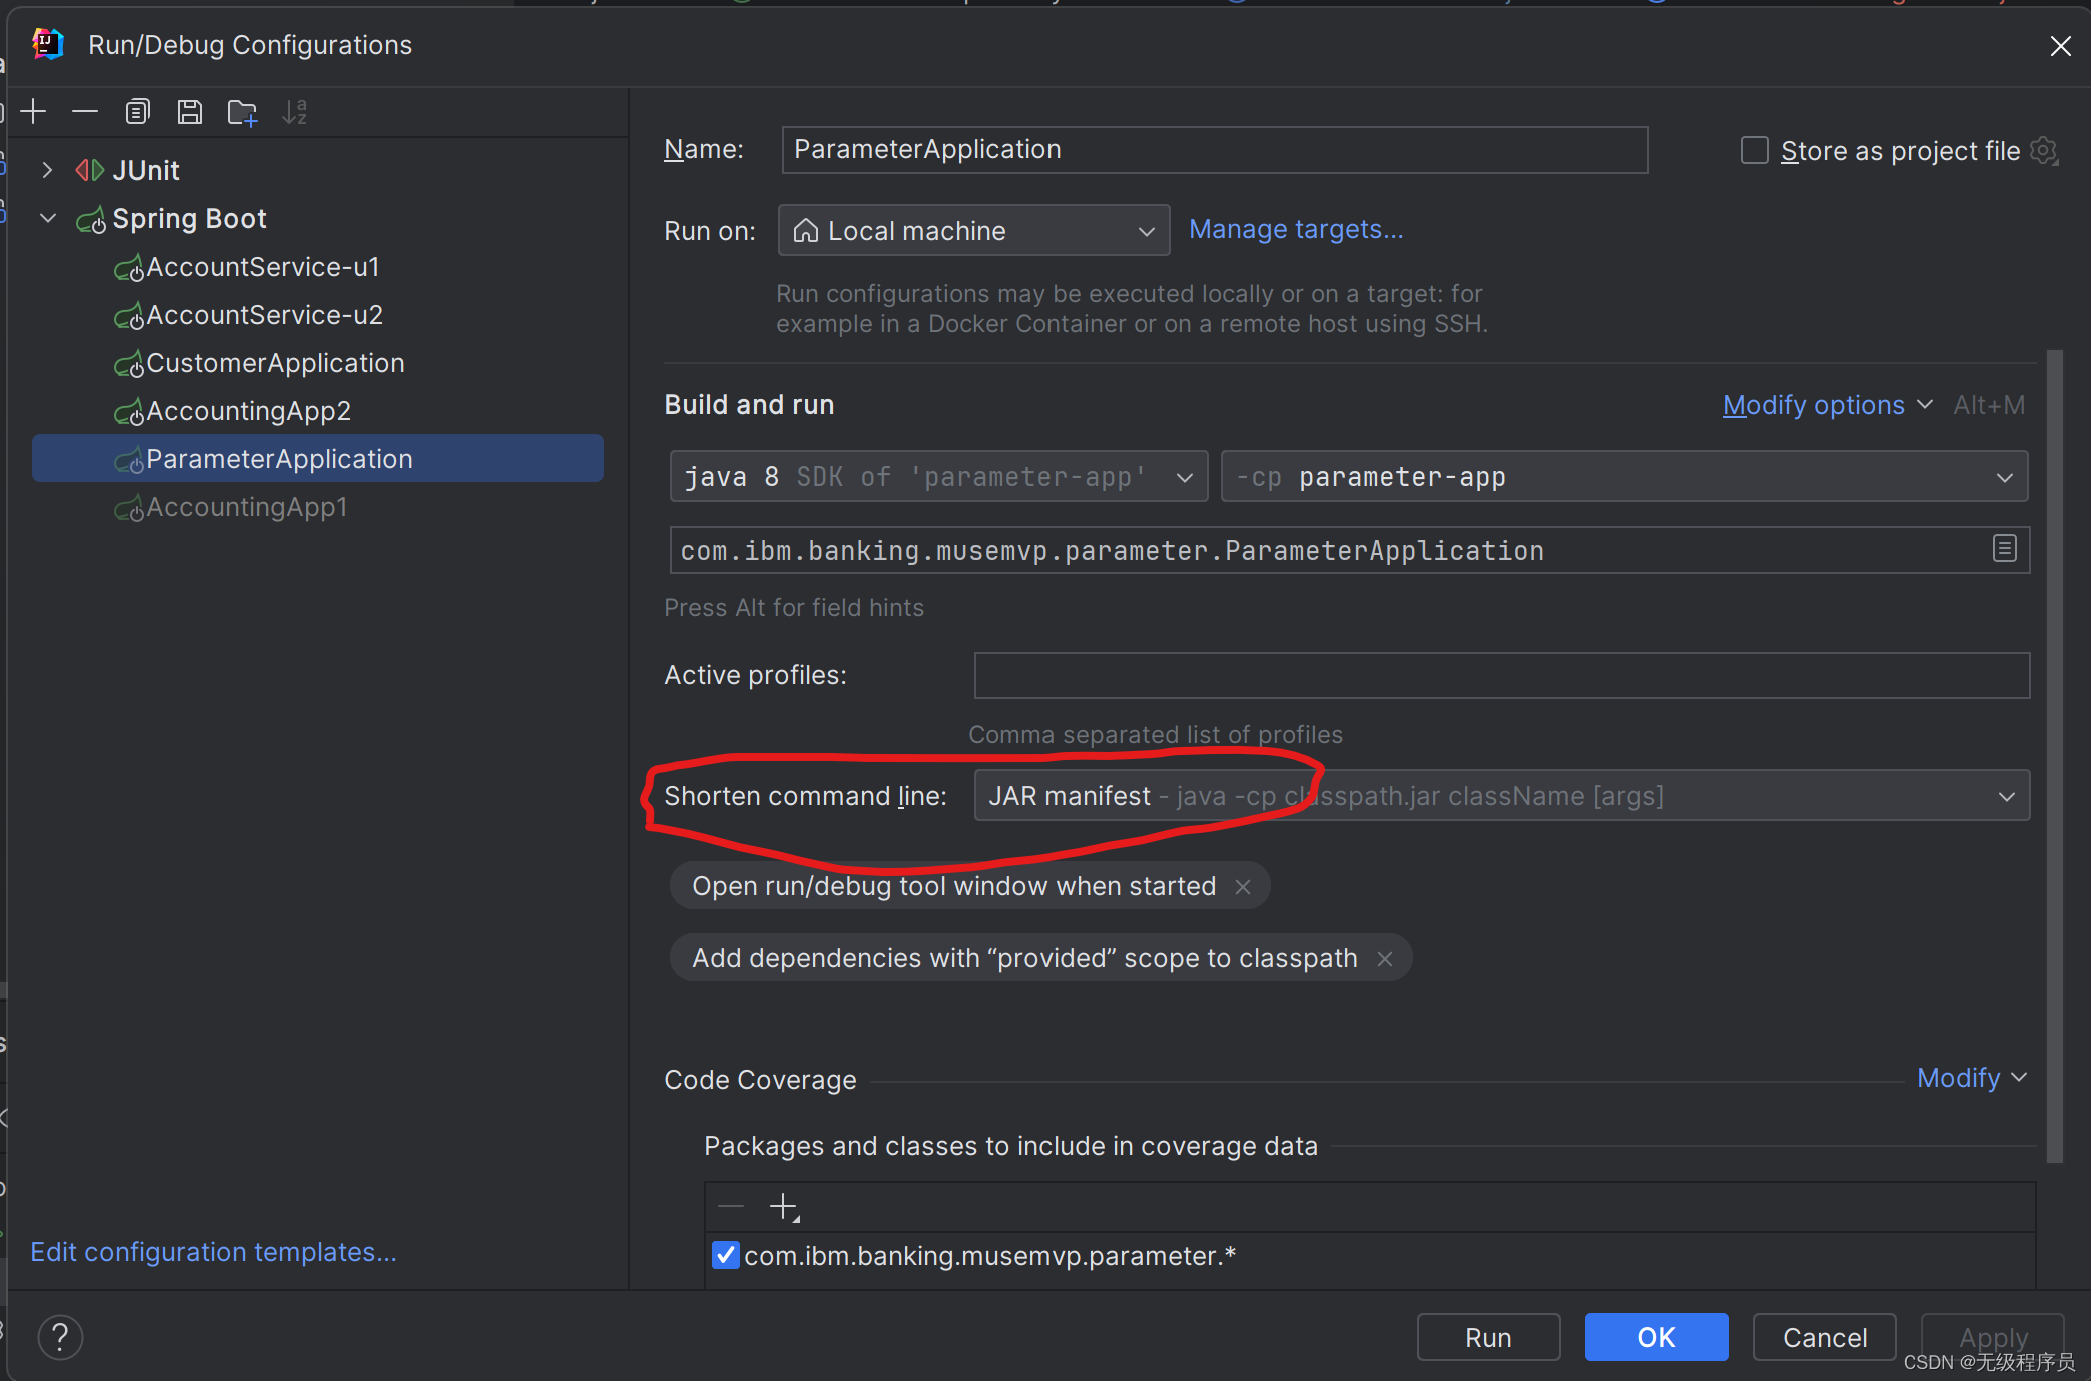 Run/Debug Configurations
JUnit
Spring Boot
AccountService-u1
AccountService-u2
CustomerApplication
AccountingApp2
ParameterApplication
AccountingApp1
Edit configuration templates...
Name: ParameterApplication
Store as project file
Run on: Local machine Manage targets...
Run configurations may be executed locally or on a target: for
example in a Docker Container or on a remote host using SSH.
Build and run
Modify options Alt+M
java 8 SDK of 'parameter-app' -cp parameter-app
com.ibm.banking.musemvp.parameter.ParameterApplication
Press Alt for field hints
Active profiles:
Comma separated list of profiles
Shorten command line: JAR manifest - java -cp classpath.jar className [args]
Open run/debug tool window when started
Add dependencies with “provided” scope to classpath
Code Coverage Modify
Packages and classes to include in coverage data
com.ibm.banking.musemvp.parameter.*
? Run OK Cancel Apply
CSDN @无级程序员